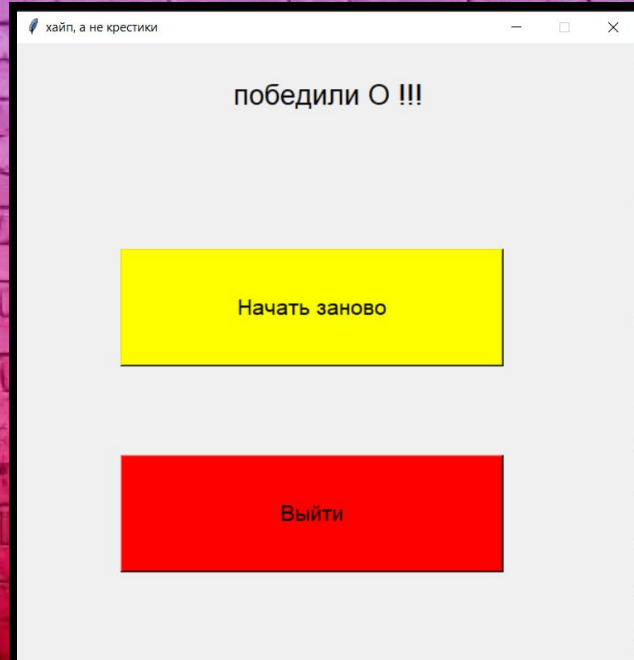 хайп, а не крестики
победили О !!!
Начать заново
Выйти